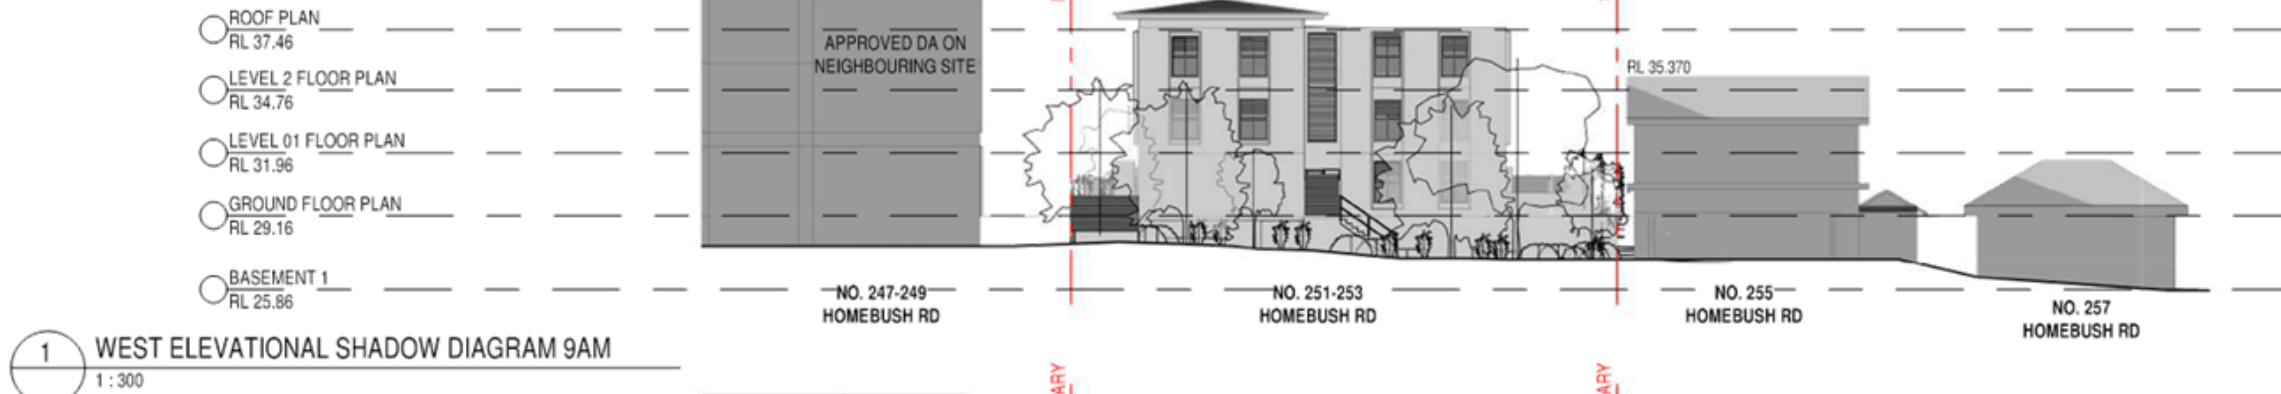 ROOF PLAN
RL 37.46
LEVEL 2 FLOOR PLAN
RL 34.76
LEVEL 01 FLOOR PLAN
RL 31.96
GROUND FLOOR PLAN
RL 29.16
BASEMENT 1
RL 25.86
APPROVED DA ON
NEIGHBOURING SITE
RL 35.370
NO. 247-249
HOMEBUSH RD
NO. 251-253
HOMEBUSH RD
NO. 255
HOMEBUSH RD
NO. 257
HOMEBUSH RD
1
WEST ELEVATIONAL SHADOW DIAGRAM 9AM
1 : 300
ARY
ARY